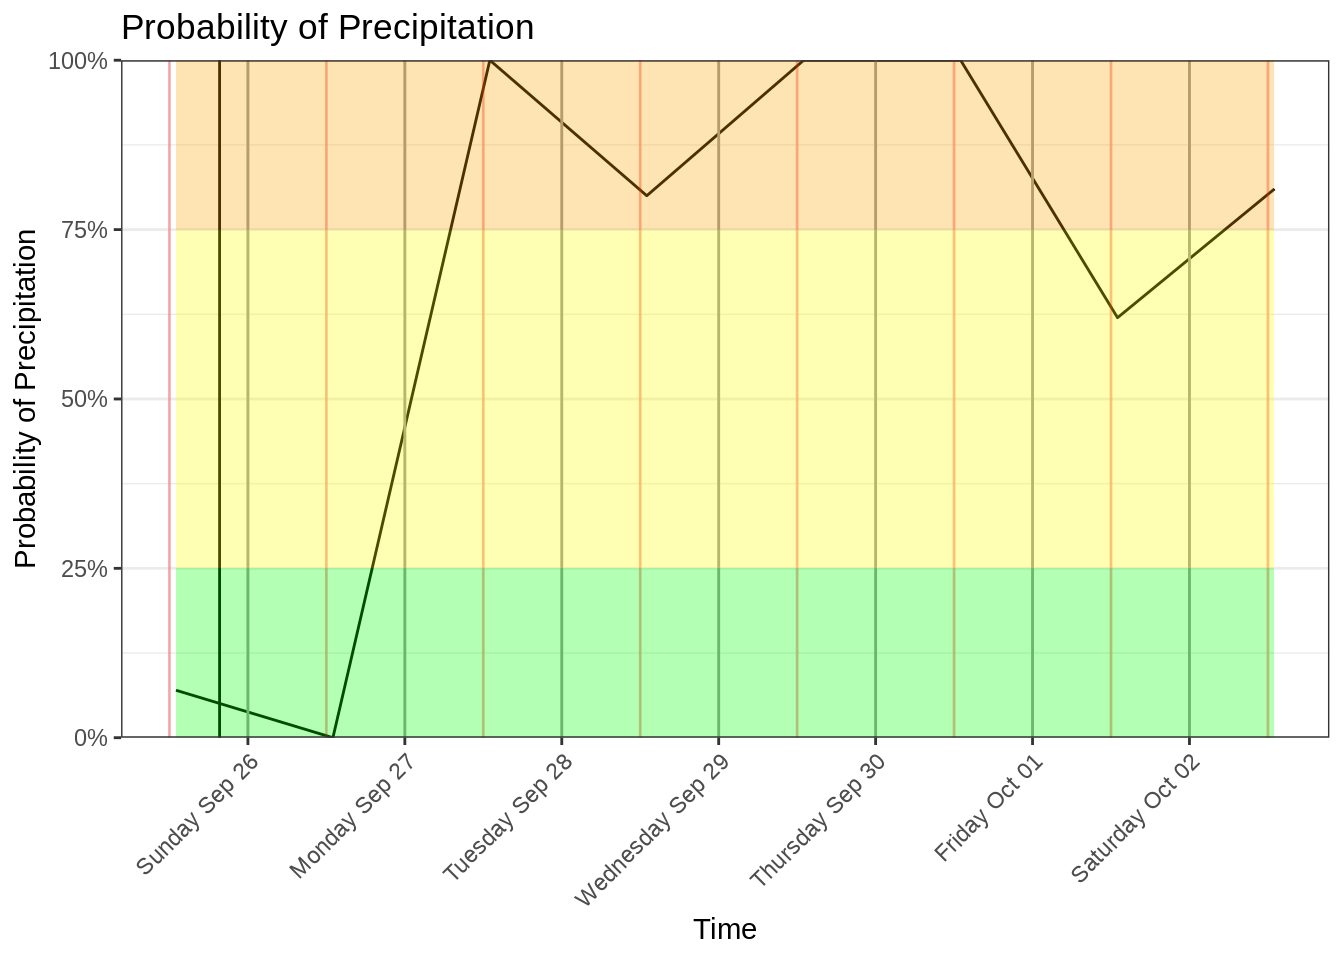 Probability of Precipitation
Probability of Precipitation
100%
75%
50%
25%
0%
Sunday Sep 26
Monday Sep 27
Tuesday Sep 28
Wednesday Sep 29
Thursday Sep 30
Friday Oct 01
Saturday Oct 02
Time